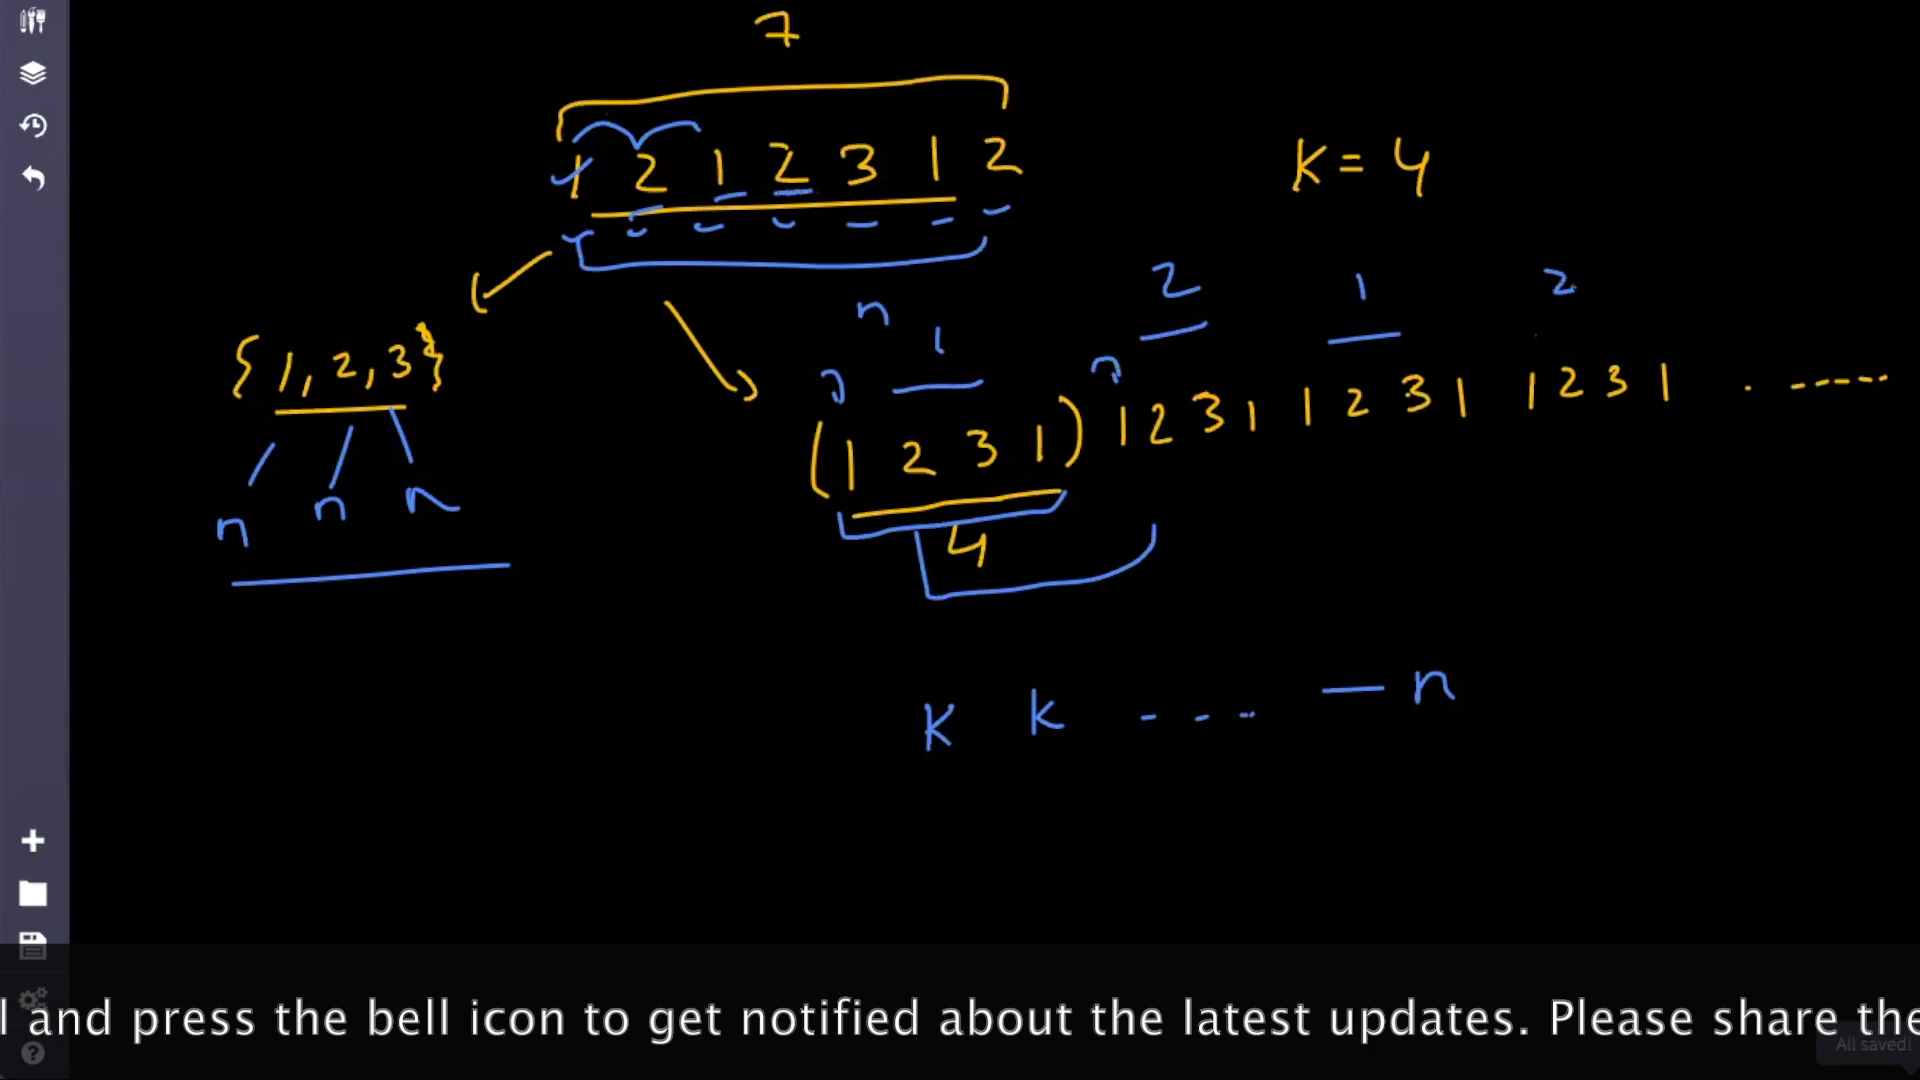 7
1 2 1 2 3 1 2
K = 4
n 1 2 1 2
{1, 2, 3}
(1 2 3 1) 1 2 3 1 1 2 3 1 1 2 3 1 . -----
n n n
4
K K --- — n
l and press the bell icon to get notified about the latest updates. Please share the
All saved!